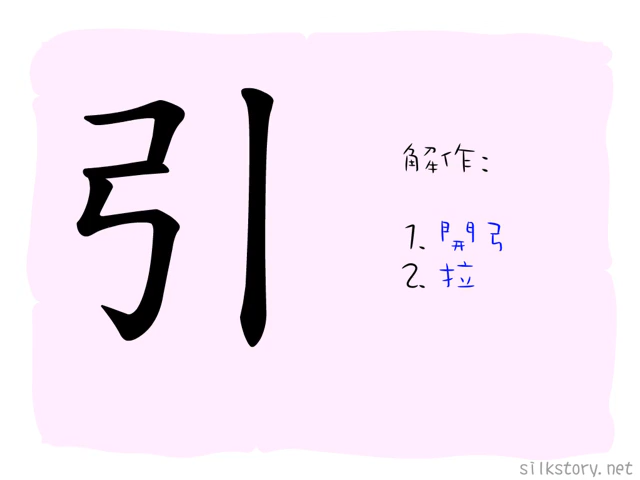 引
解作:
1. 開弓
2. 拉
silkstory.net